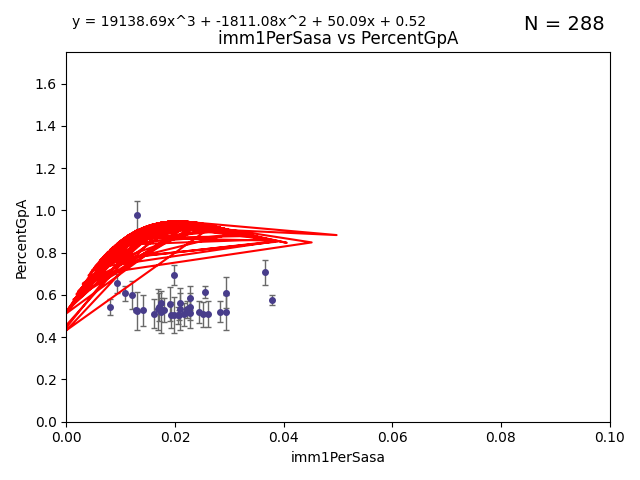 y = 19138.69x^3 + -1811.08x^2 + 50.09x + 0.52
N = 288
imm1PerSasa vs PercentGpA
PercentGpA
1.6
1.4
1.2
1.0
0.8
0.6
0.4
0.2
0.0
0.00 0.02 0.04 0.06 0.08 0.10
imm1PerSasa